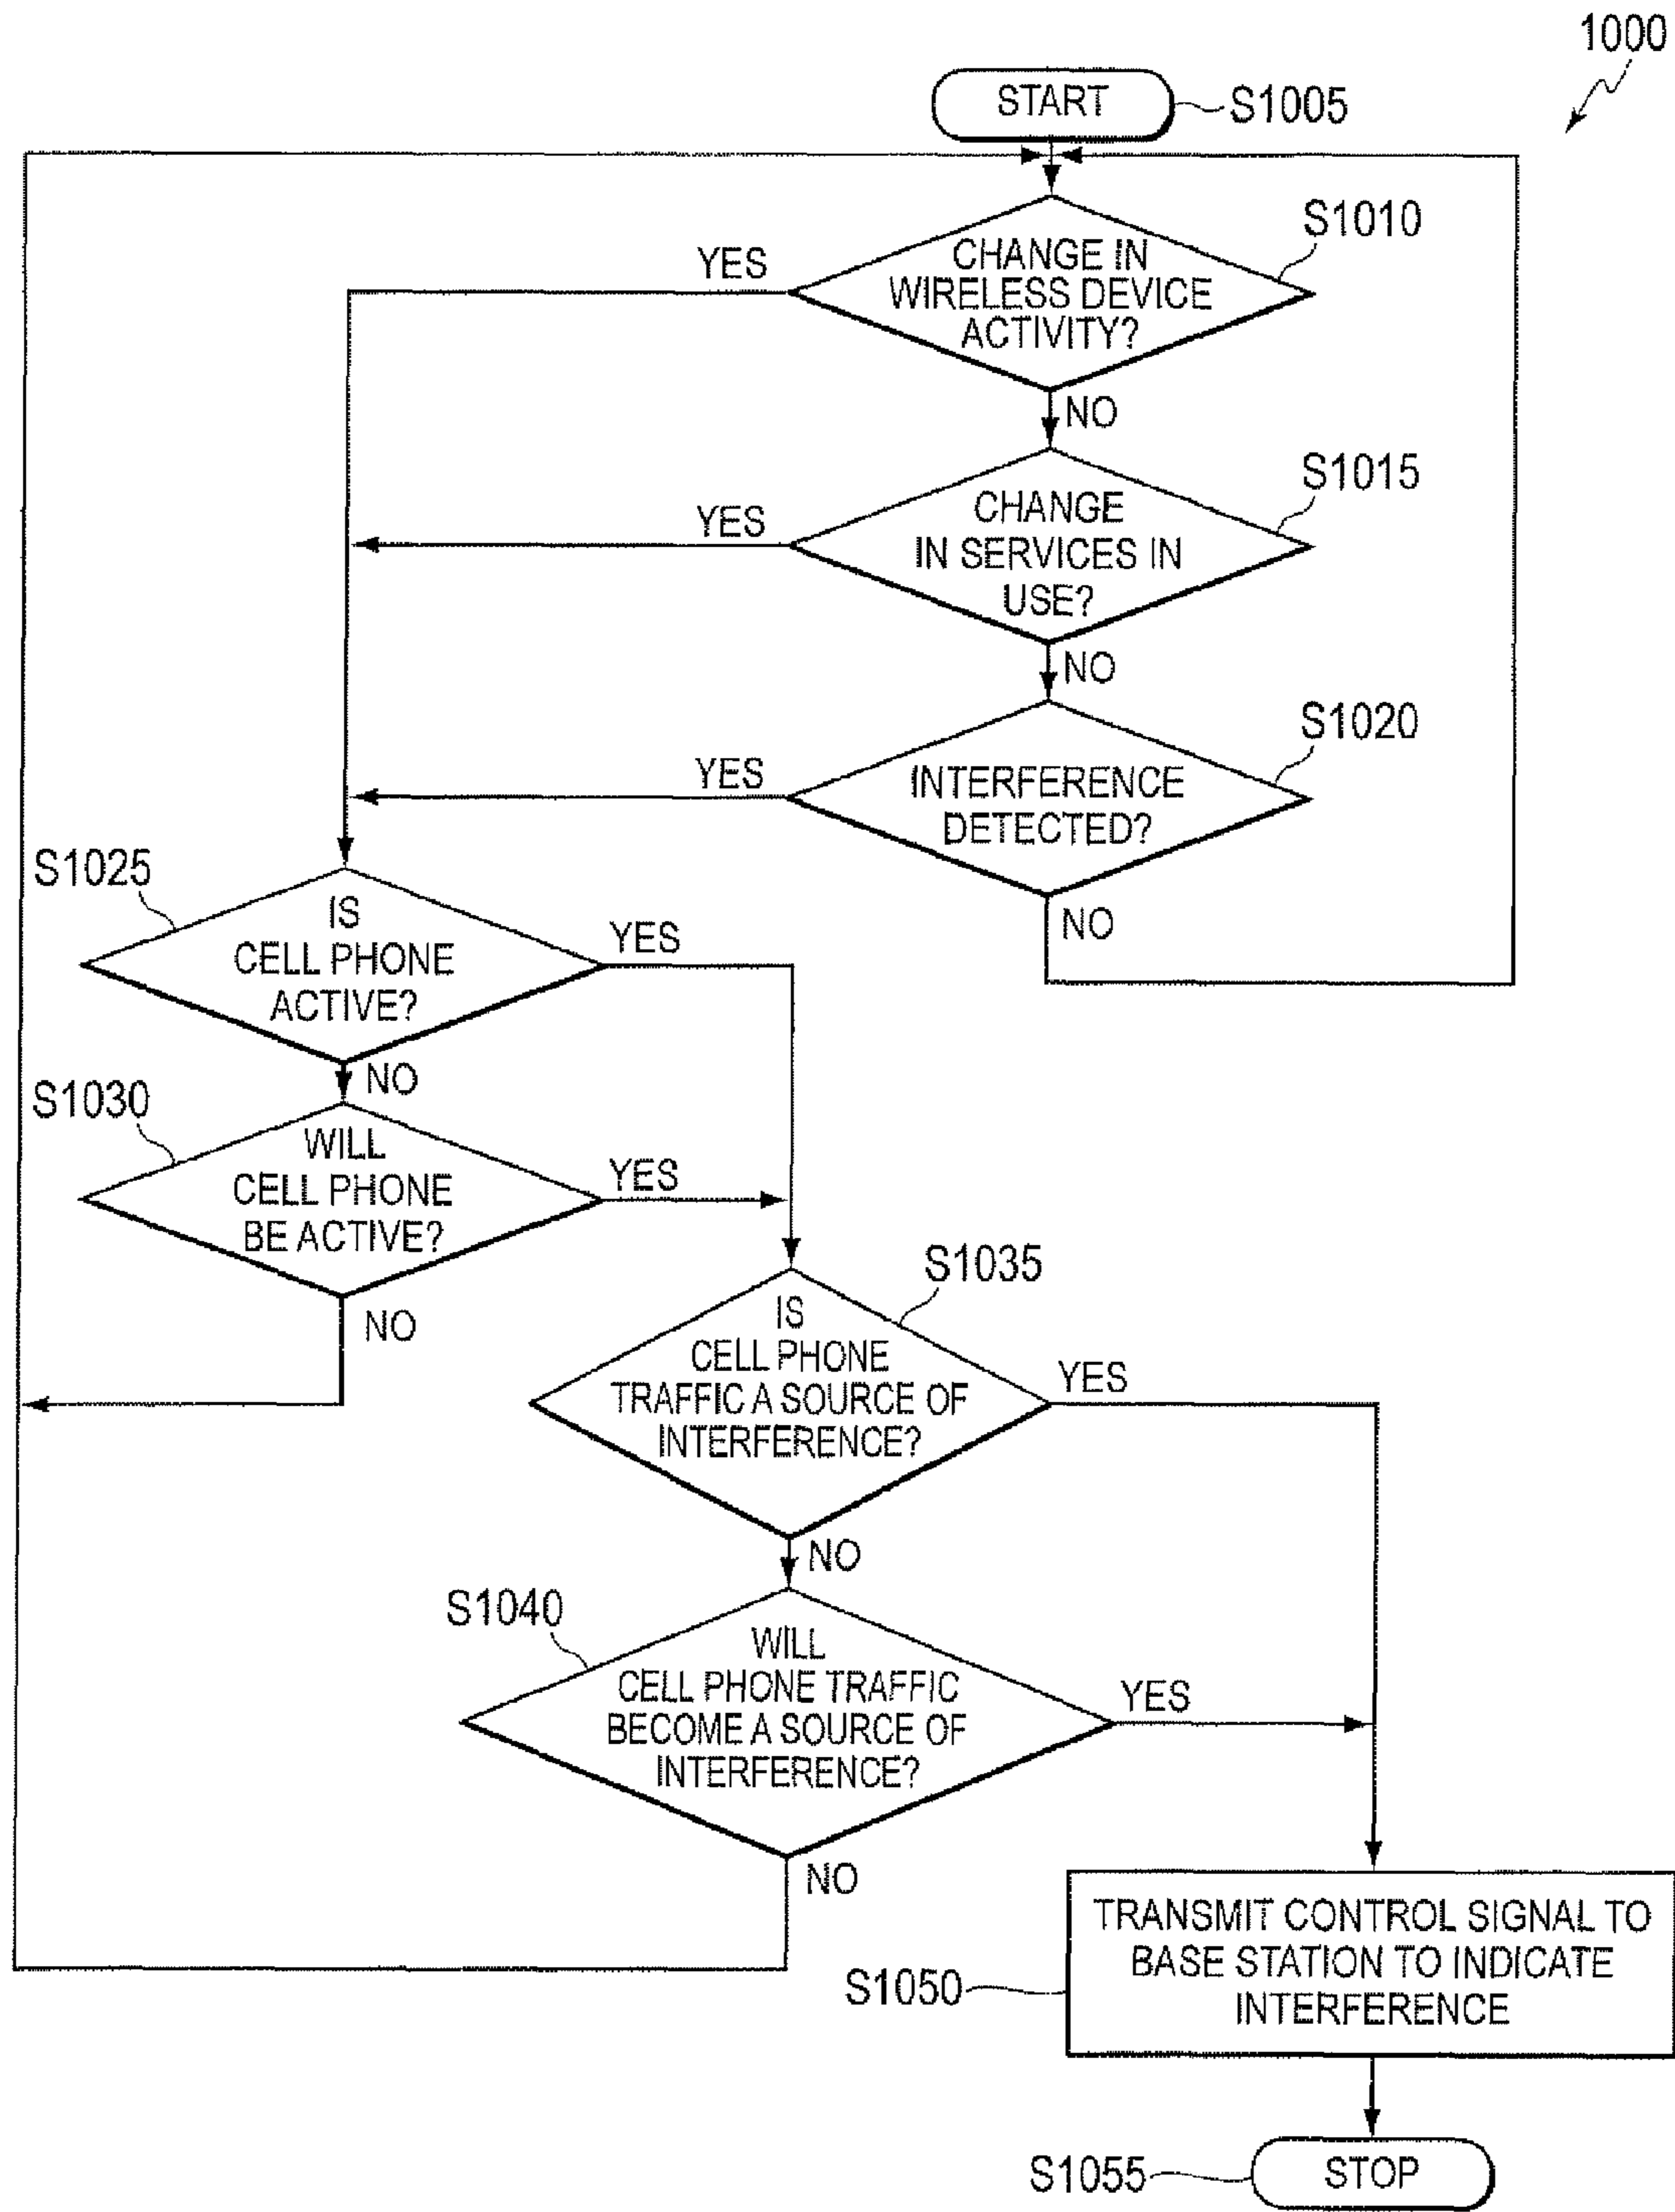 1000
START
S1005
S1010
YES
CHANGE IN
WIRELESS DEVICE
ACTIVITY?
NO
S1015
YES
CHANGE
IN SERVICES IN
USE?
NO
S1020
YES
INTERFERENCE
DETECTED?
NO
S1025
IS
CELL PHONE
ACTIVE?
YES
NO
S1030
WILL
CELL PHONE
BE ACTIVE?
YES
NO
S1035
IS
CELL PHONE
TRAFFIC A SOURCE OF
INTERFERENCE?
YES
NO
S1040
WILL
CELL PHONE TRAFFIC
BECOME A SOURCE OF
INTERFERENCE?
YES
NO
TRANSMIT CONTROL SIGNAL TO
BASE STATION TO INDICATE
INTERFERENCE
S1050
S1055
STOP